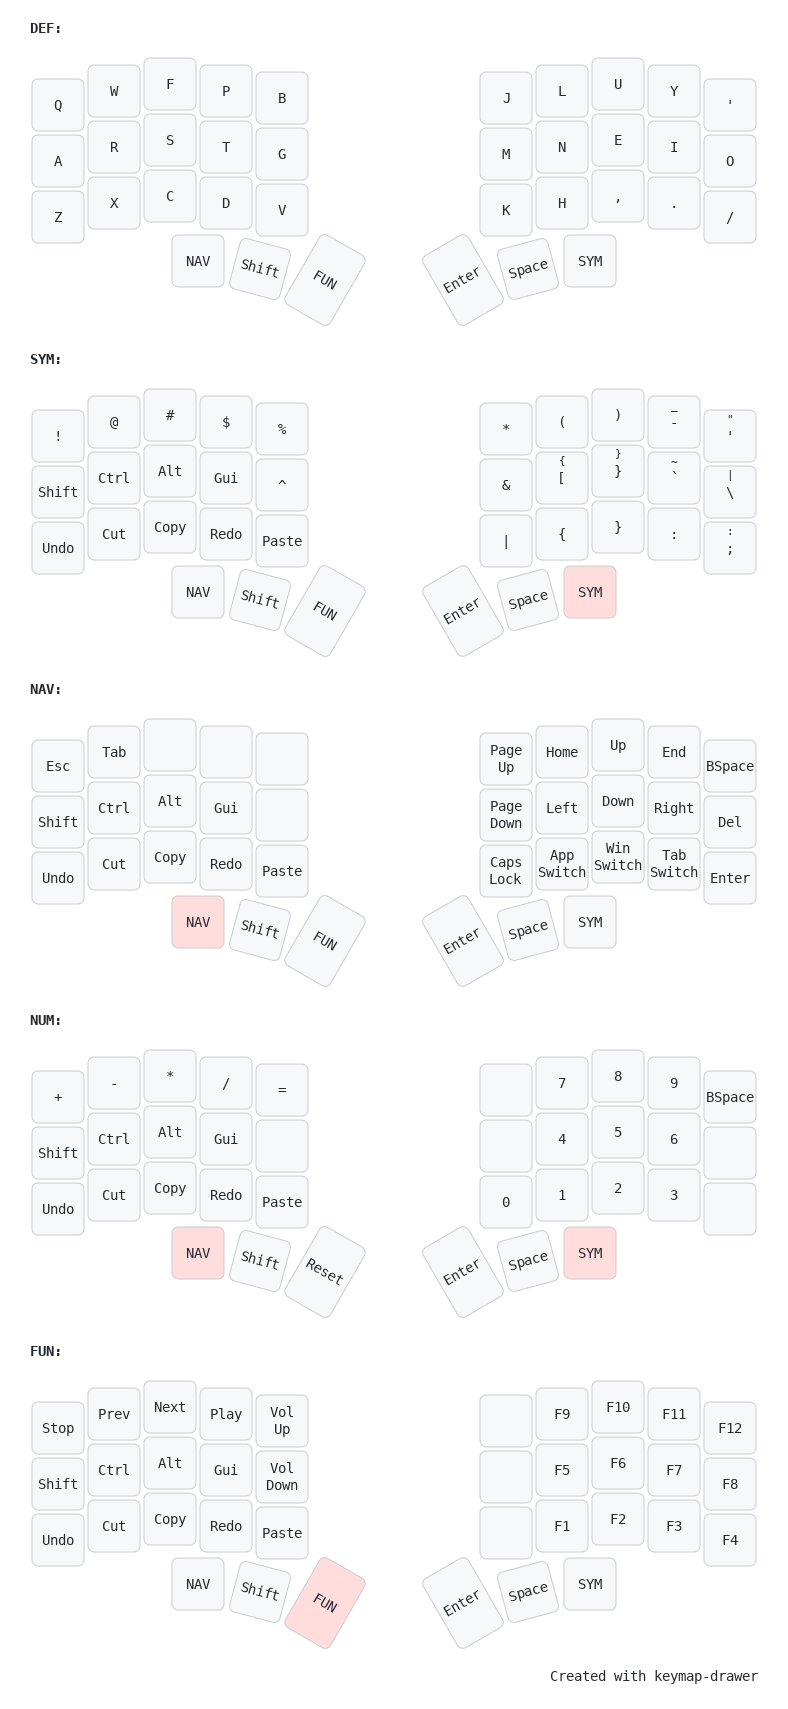 DEF:
Q W F P B J L U Y '
A R S T G M N E I O
Z X C D V K H , . /
NAV Shift FUN Enter Space SYM
SYM:
! @ # $ % * ( ) _ - " '
Shift Ctrl Alt Gui ^ & { [ } } ~ ` | \
Undo Cut Copy Redo Paste | { } : : ;
NAV Shift FUN Enter Space SYM
NAV:
Esc Tab Page Up Home Up End BSpace
Shift Ctrl Alt Gui Page Down Left Down Right Del
Undo Cut Copy Redo Paste Caps Lock App Switch Win Switch Tab Switch Enter
NAV Shift FUN Enter Space SYM
NUM:
+ - * / = 7 8 9 BSpace
Shift Ctrl Alt Gui 4 5 6
Undo Cut Copy Redo Paste 0 1 2 3
NAV Shift Reset Enter Space SYM
FUN:
Stop Prev Next Play Vol Up F9 F10 F11 F12
Shift Ctrl Alt Gui Vol Down F5 F6 F7 F8
Undo Cut Copy Redo Paste F1 F2 F3 F4
NAV Shift FUN Enter Space SYM
Created with keymap-drawer